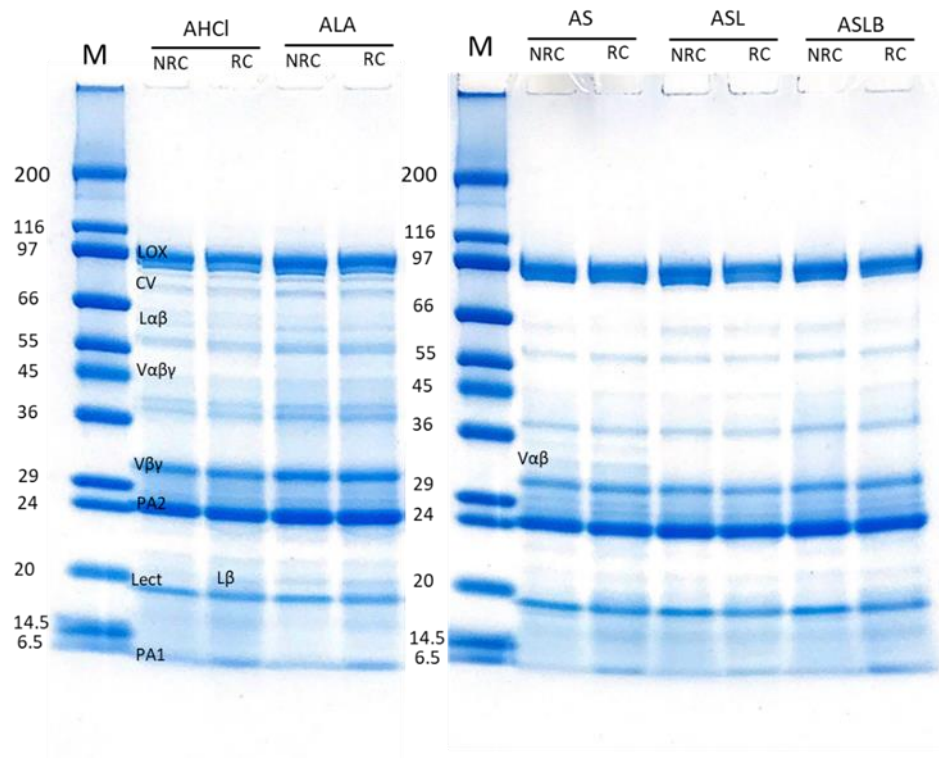 AHCl ALA
M NRC RC NRC RC
200
116
97
66
55
45
36
29
24
20
14.5
6.5
LOX
CV
Lαβ
Vαβγ
Vβγ
PA2
Lect Lβ
PA1
AS ASL ASLB
M NRC RC NRC RC NRC RC
200
116
97
66
55
45
36
29
24
20
14.5
6.5
Vαβ